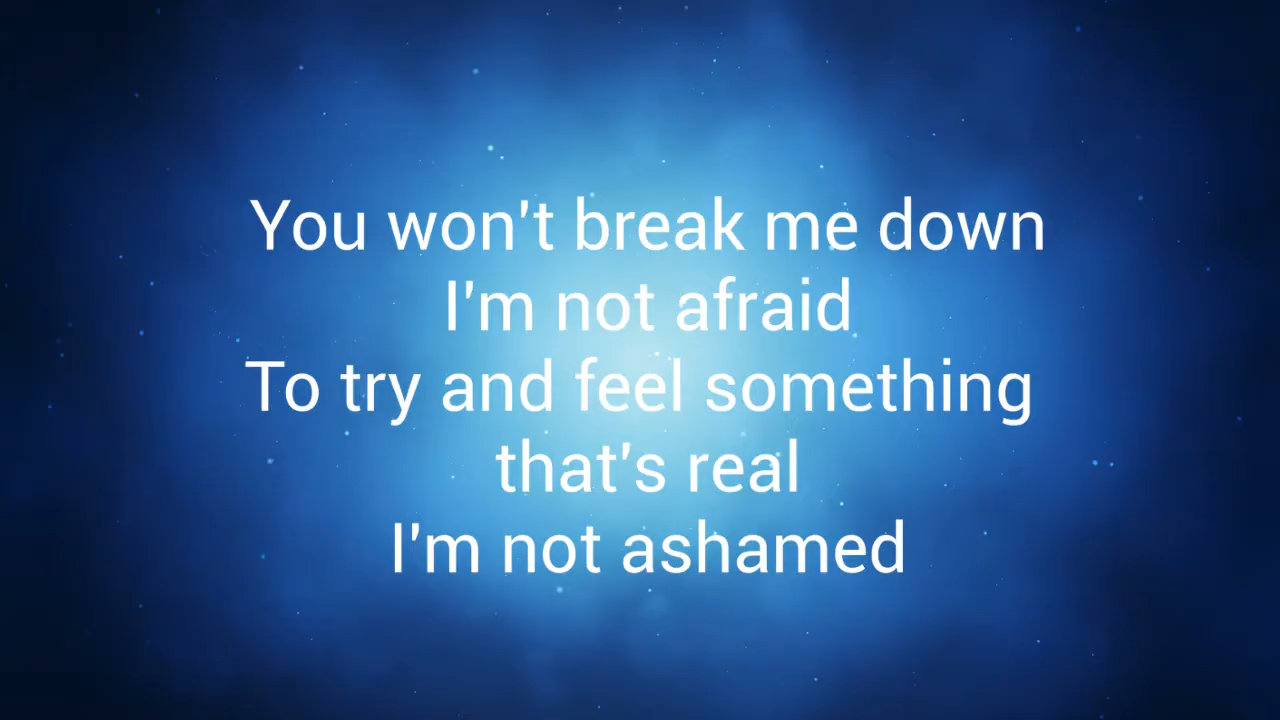 You won't break me down
I'm not afraid
To try and feel something
that's real
I'm not ashamed